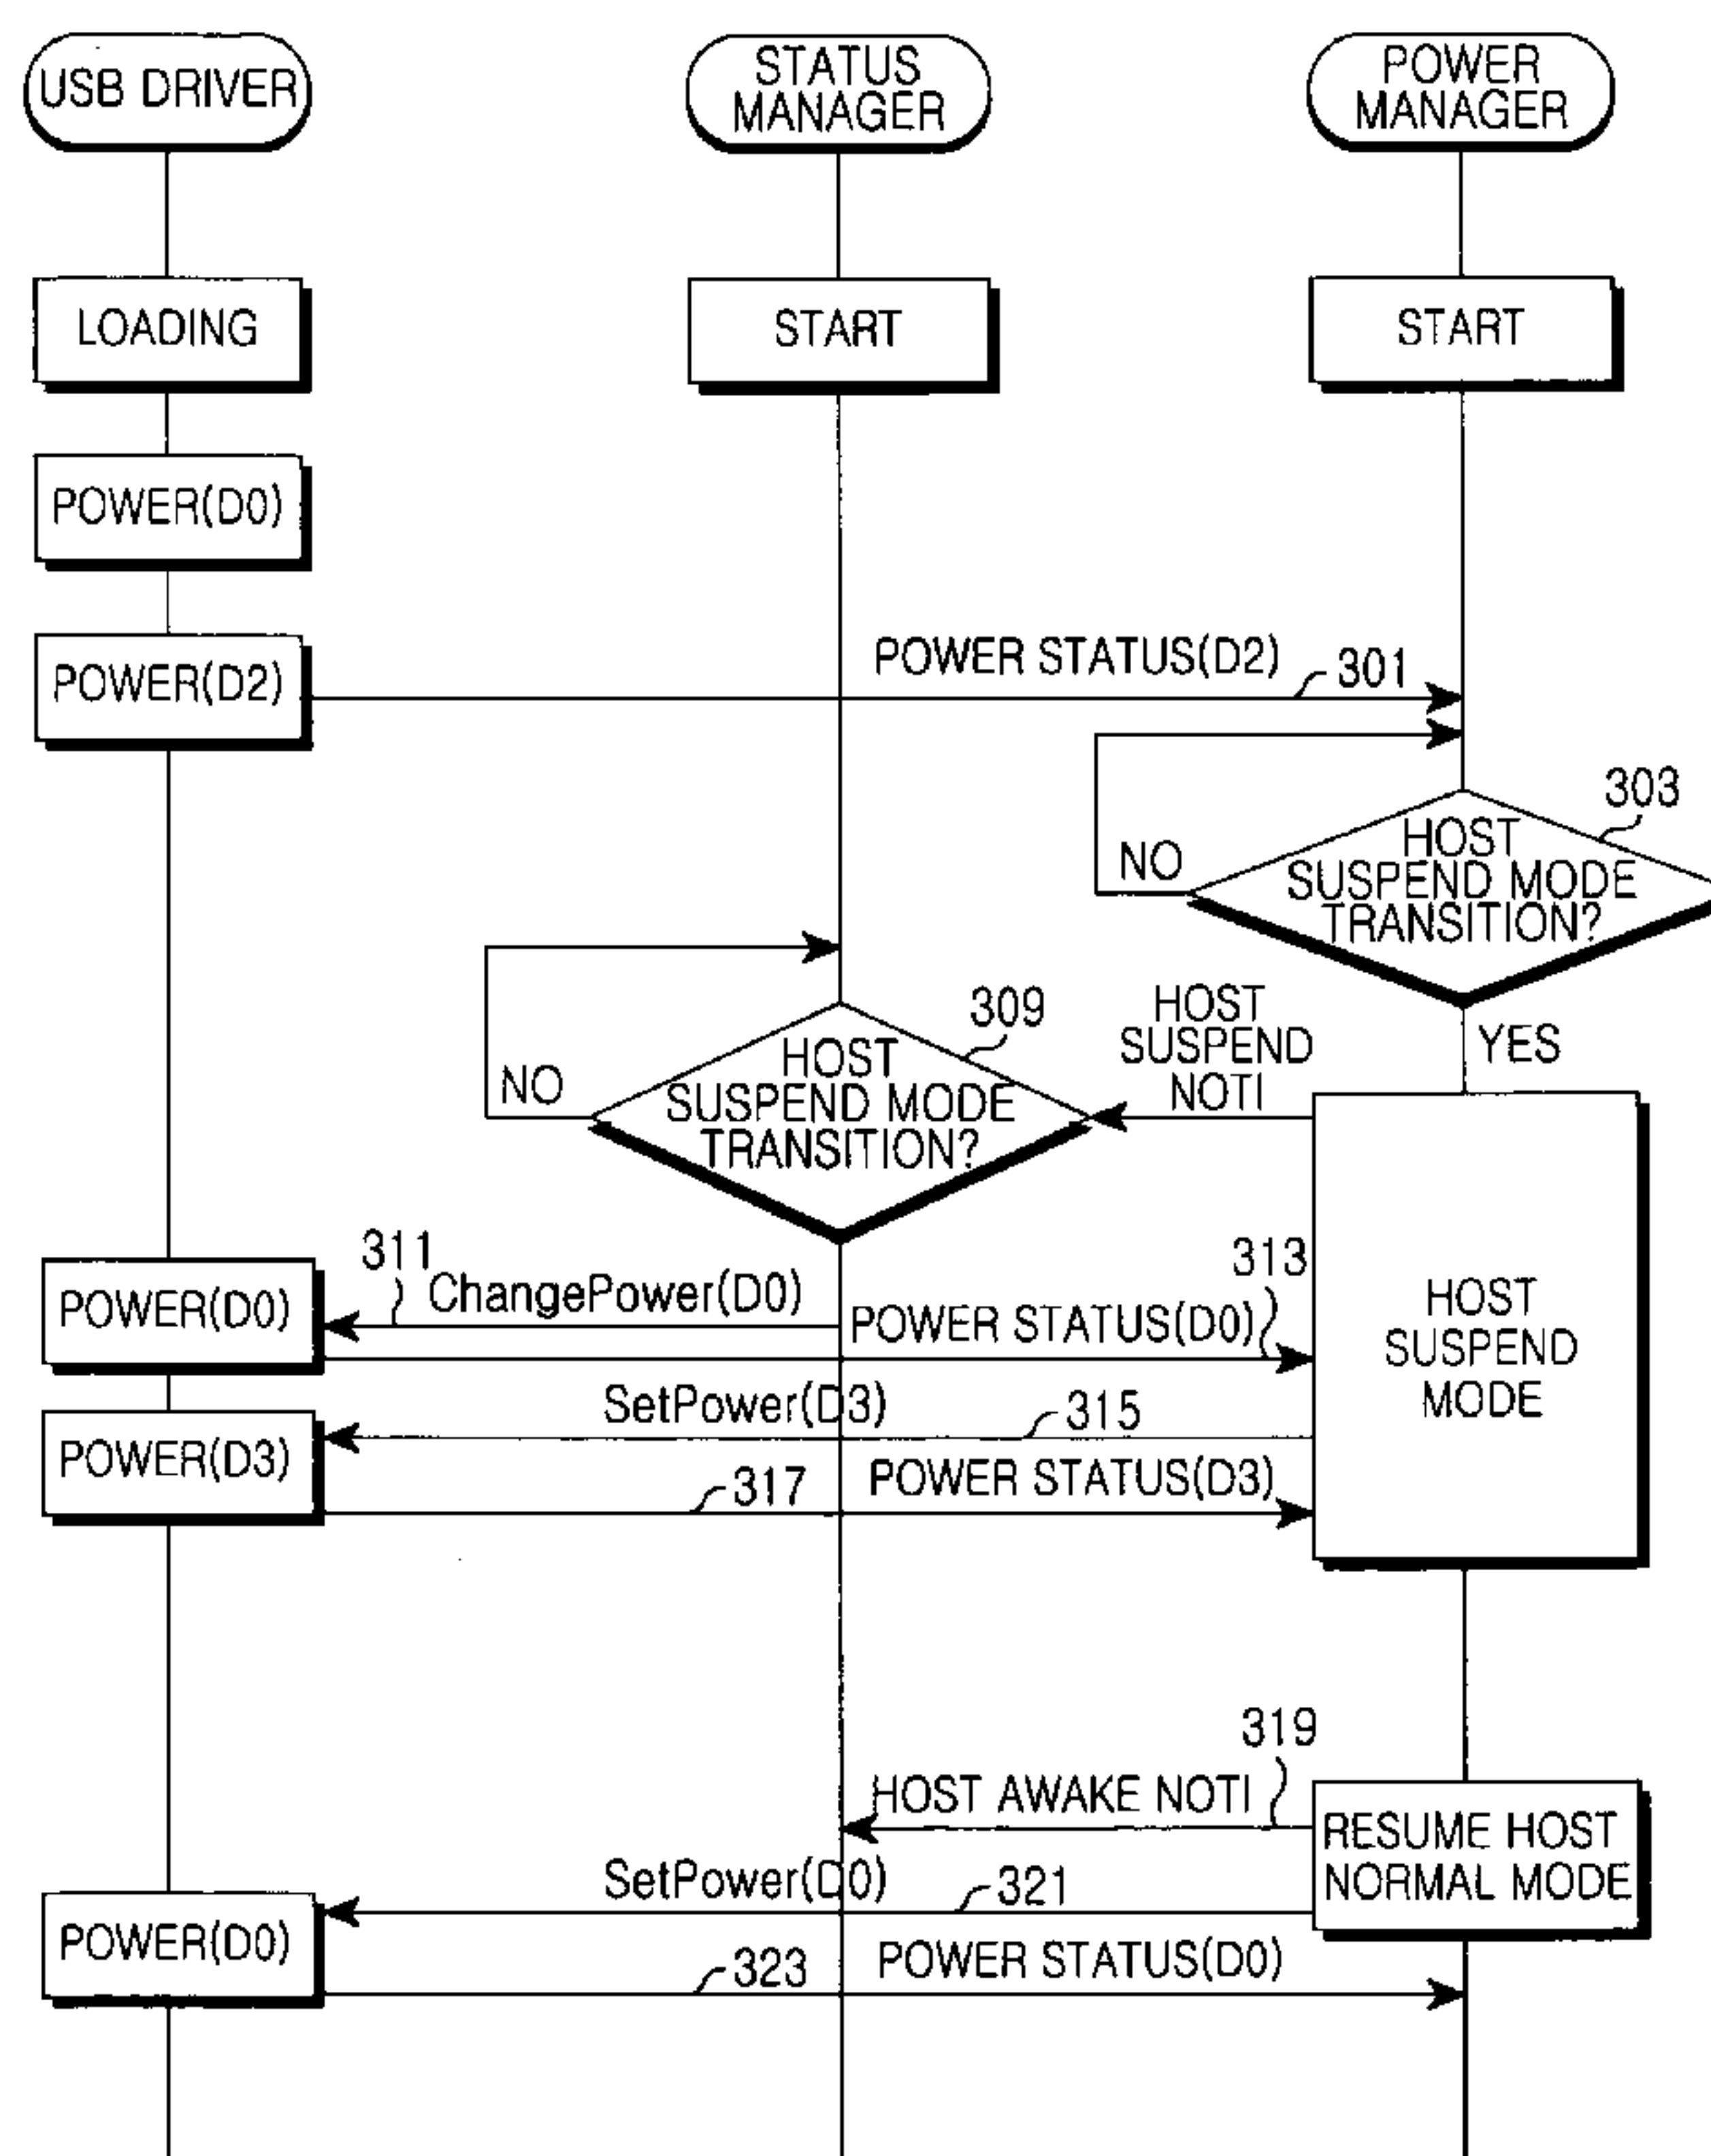 USB DRIVER
STATUS
MANAGER
POWER
MANAGER
LOADING
START
START
POWER(D0)
POWER(D2)
POWER STATUS(D2)
301
303
HOST
SUSPEND MODE
TRANSITION?
NO
YES
309
HOST
SUSPEND MODE
TRANSITION?
NO
HOST
SUSPEND
NOTI
HOST
SUSPEND
MODE
311
ChangePower(D0)
POWER(D0)
313
POWER STATUS(D0)
SetPower(D3)
315
POWER(D3)
317
POWER STATUS(D3)
319
HOST AWAKE NOTI
RESUME HOST
NORMAL MODE
SetPower(D0)
321
POWER(D0)
323
POWER STATUS(D0)